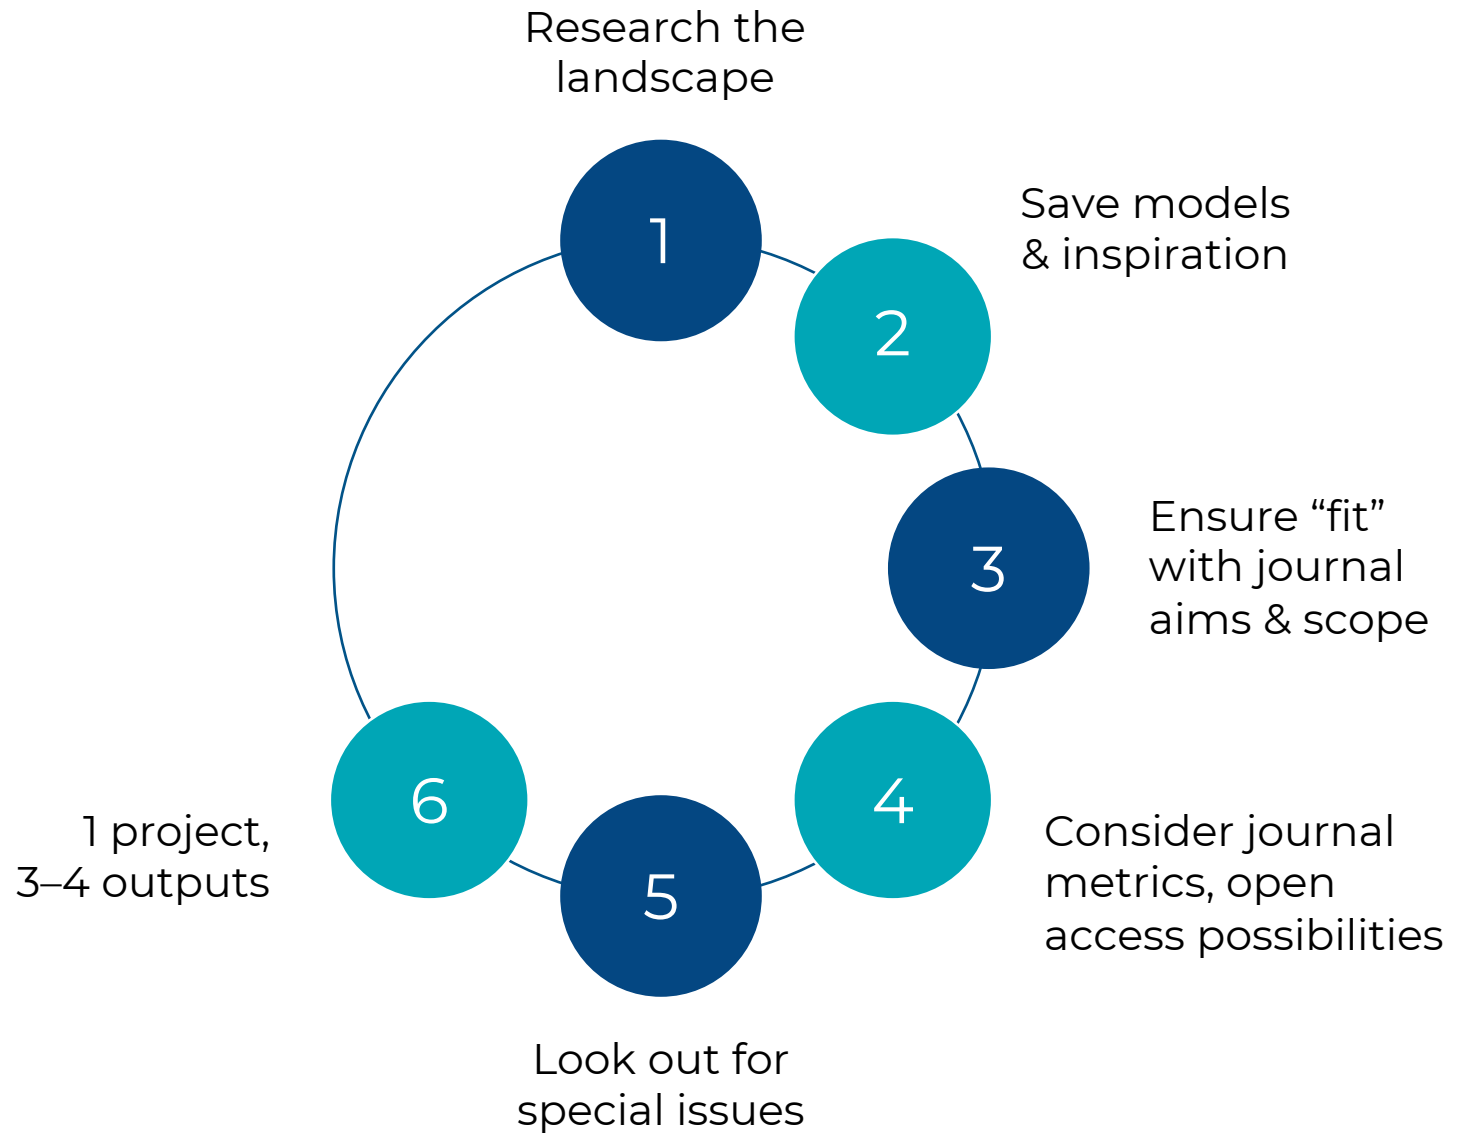 Research the
landscape
1
2
Save models
& inspiration
3
Ensure “fit”
with journal
aims & scope
4
Consider journal
metrics, open
access possibilities
5
Look out for
special issues
6
1 project,
3–4 outputs